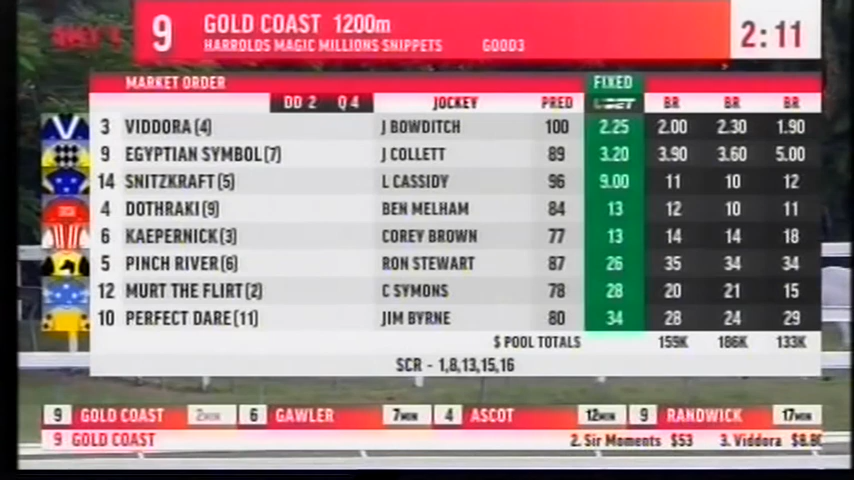 9 GOLD COAST 1200m 2:11
HARROLDS MAGIC MILLIONS SNIPPETS GOOD3
MARKET ORDER FIXED
DD 2 Q 4 JOCKEY PRED BR BR BR
3 VIDDORA (4) J BOWDITCH 100 2.25 2.00 2.30 1.90
9 EGYPTIAN SYMBOL (7) J COLLETT 89 3.20 3.90 3.60 5.00
14 SNITZKRAFT (5) L CASSIDY 96 9.00 11 10 12
4 DOTHRAKI (9) BEN MELHAM 84 13 12 10 11
6 KAEPERNICK (3) COREY BROWN 77 13 14 14 18
5 PINCH RIVER (6) RON STEWART 87 26 35 34 34
12 MURT THE FLIRT (2) C SYMONS 78 28 20 21 15
10 PERFECT DARE (11) JIM BYRNE 80 34 28 24 29
$ POOL TOTALS 159K 186K 133K
SCR - 1,8,13,15,16
9 GOLD COAST 2MIN 6 GAWLER 7MIN 4 ASCOT 12MIN 9 RANDWICK 17MIN
9 GOLD COAST 2. Sir Moments $53 3. Viddora